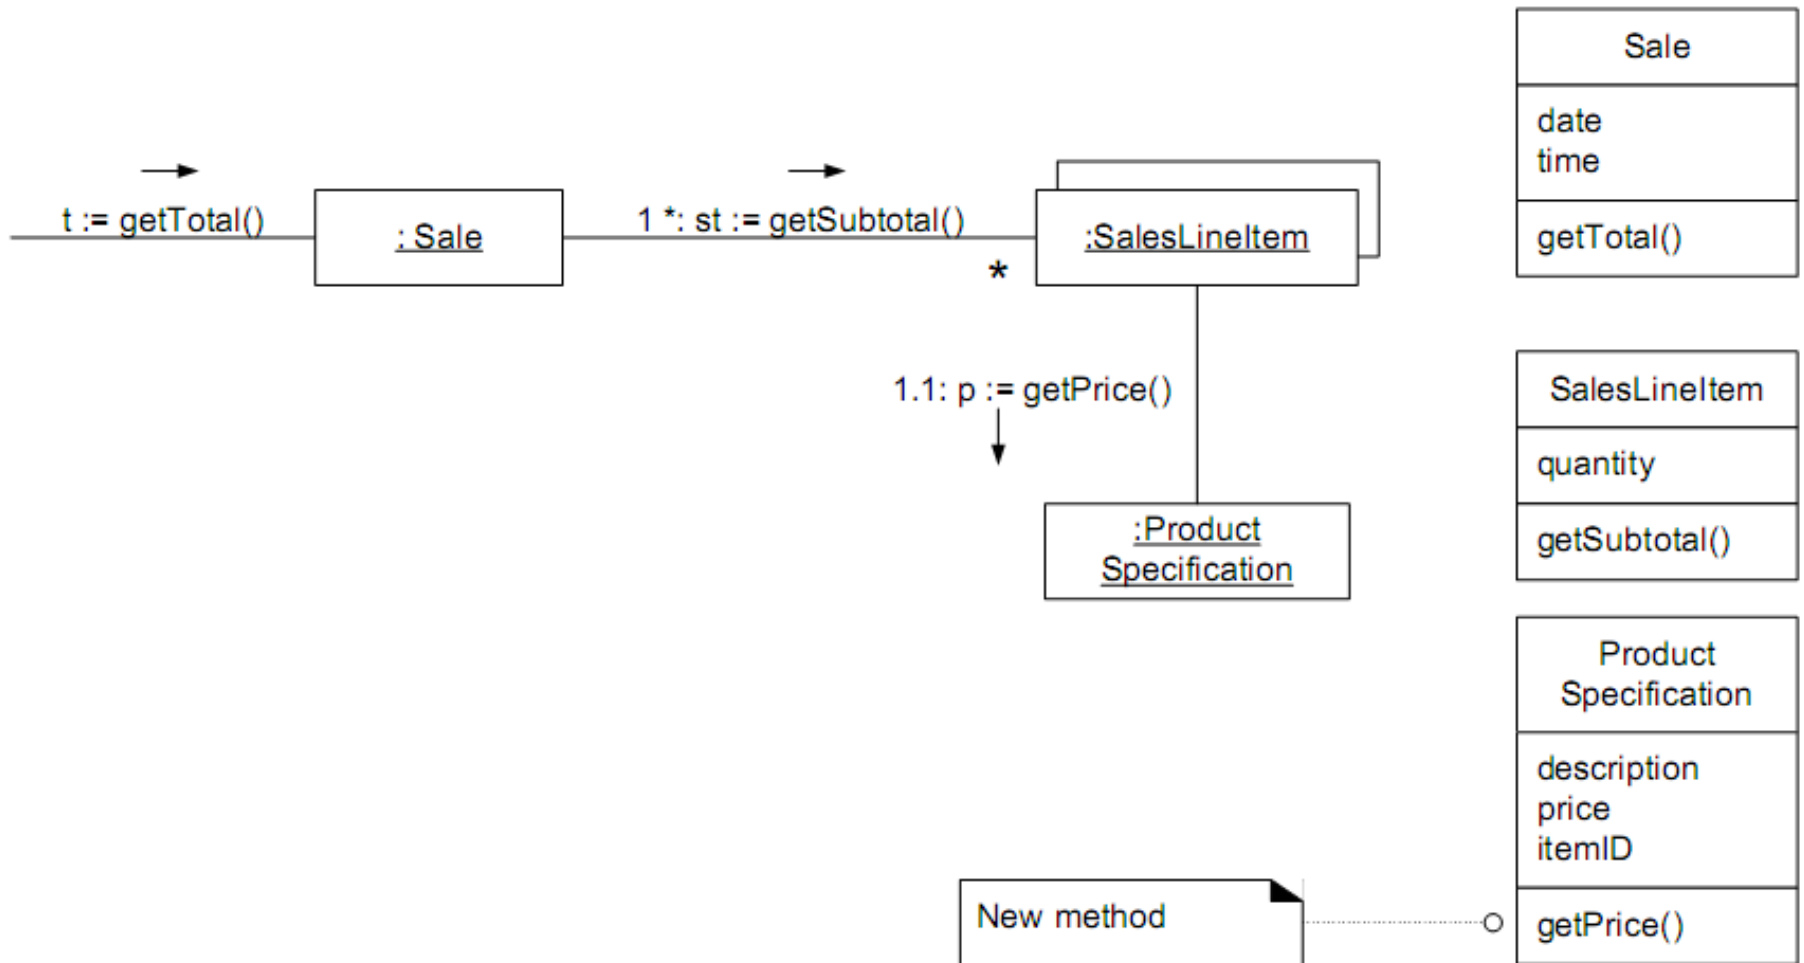 t := getTotal()
: Sale
1 *: st := getSubtotal()
*
:SalesLineItem
1.1: p := getPrice()
:Product
Specification
Sale
date
time
getTotal()
SalesLineItem
quantity
getSubtotal()
Product
Specification
description
price
itemID
getPrice()
New method